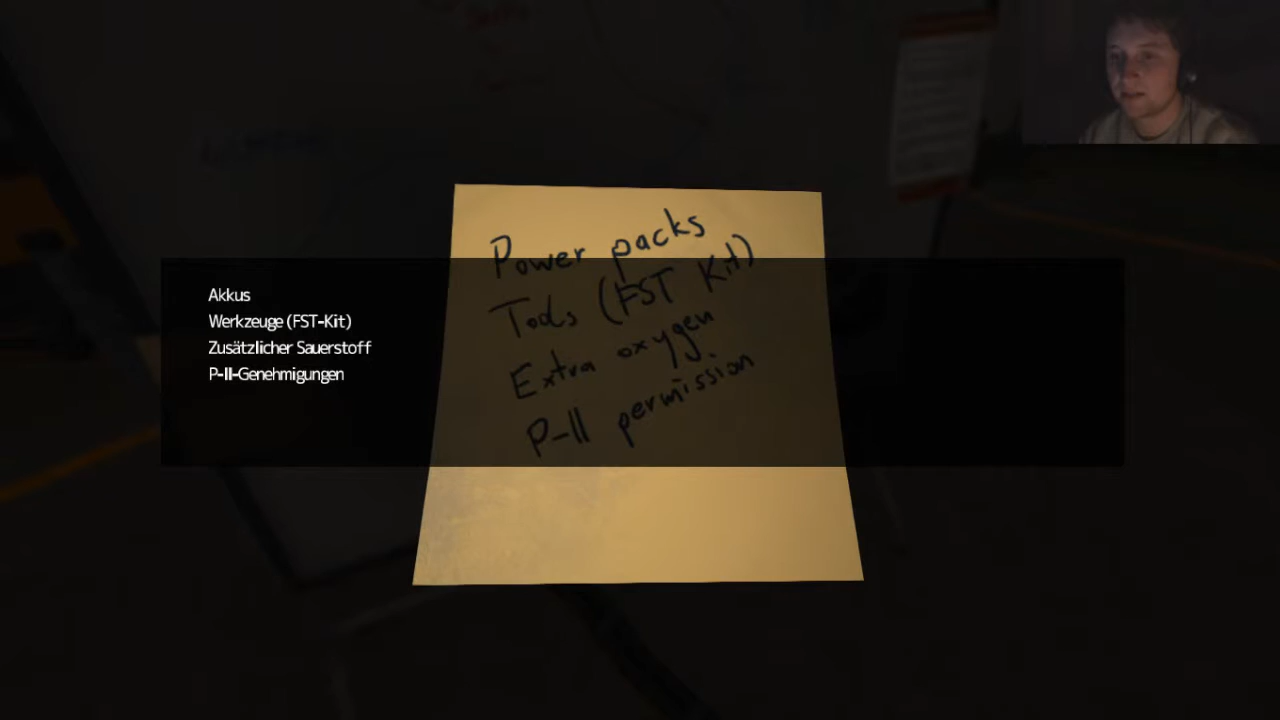 Power packs
Tools (FST Kit)
Extra oxygen
P-II permission
Akkus
Werkzeuge (FST-Kit)
Zusätzlicher Sauerstoff
P-II-Genehmigungen